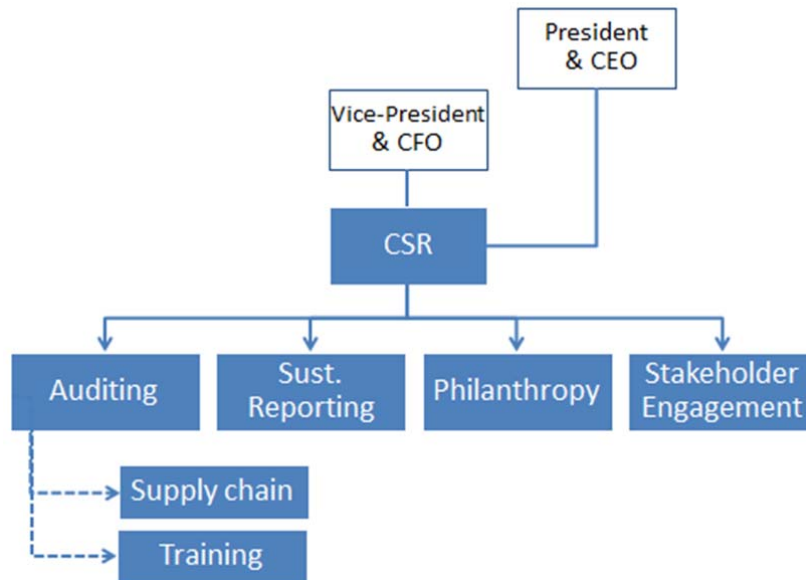 President
& CEO
Vice-President
& CFO
CSR
Auditing
Sust.
Reporting
Philanthropy
Stakeholder
Engagement
Supply chain
Training